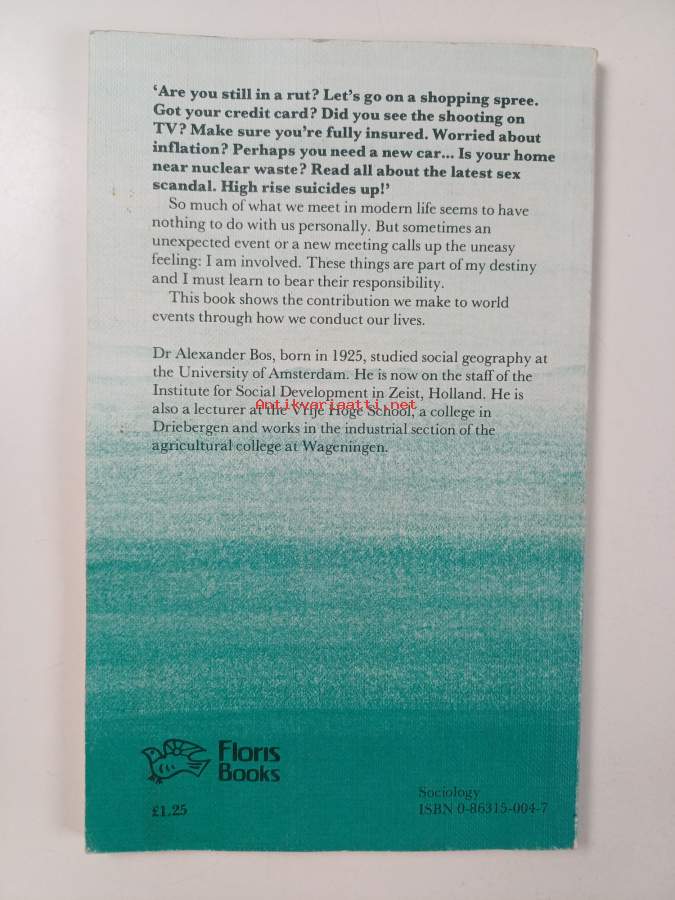 ‘Are you still in a rut? Let’s go on a shopping spree.
Got your credit card? Did you see the shooting on
TV? Make sure you’re fully insured. Worried about
inflation? Perhaps you need a new car... Is your home
near nuclear waste? Read all about the latest sex
scandal. High rise suicides up!’
So much of what we meet in modern life seems to have
nothing to do with us personally. But sometimes an
unexpected event or a new meeting calls up the uneasy
feeling: I am involved. These things are part of my destiny
and I must learn to bear their responsibility.
This book shows the contribution we make to world
events through how we conduct our lives.
Dr Alexander Bos, born in 1925, studied social geography at
the University of Amsterdam. He is now on the staff of the
Institute for Social Development in Zeist, Holland. He is
Antikvariaatti.net
also a lecturer at the Vrije Hoge School, a college in
Driebergen and works in the industrial section of the
agricultural college at Wageningen.
Floris
Books
£1.25
Sociology
ISBN 0-86315-004-7